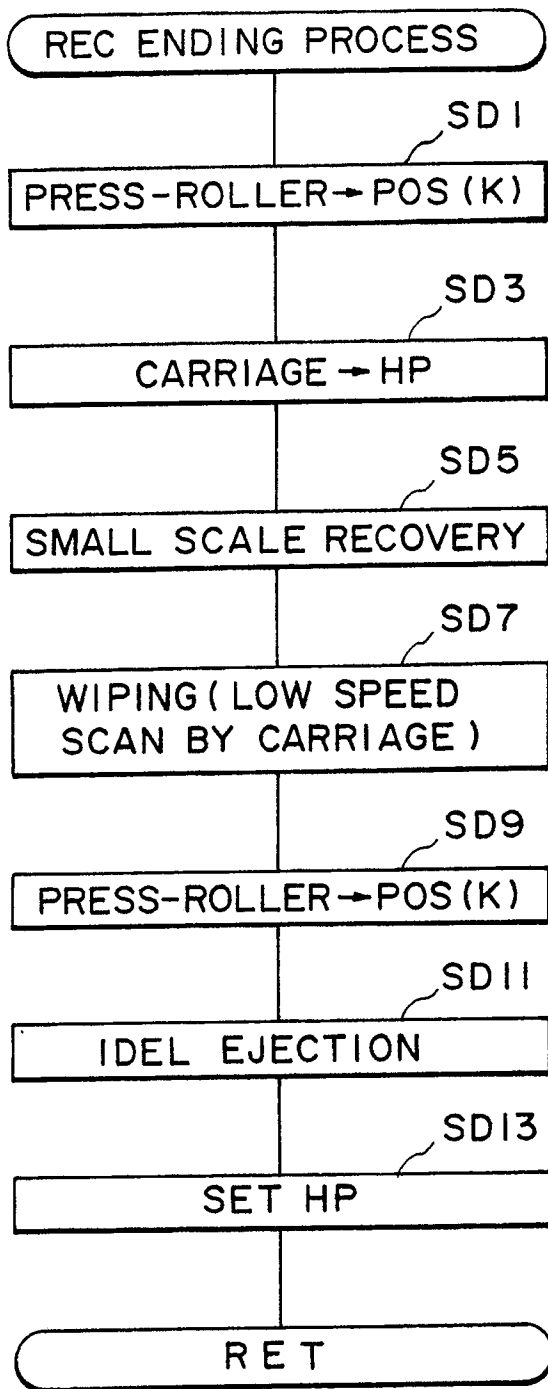 REC ENDING PROCESS
SD1
PRESS-ROLLER→POS(K)
SD3
CARRIAGE→HP
SD5
SMALL SCALE RECOVERY
SD7
WIPING(LOW SPEED
SCAN BY CARRIAGE)
SD9
PRESS-ROLLER→POS(K)
SD11
IDEL EJECTION
SD13
SET HP
RET